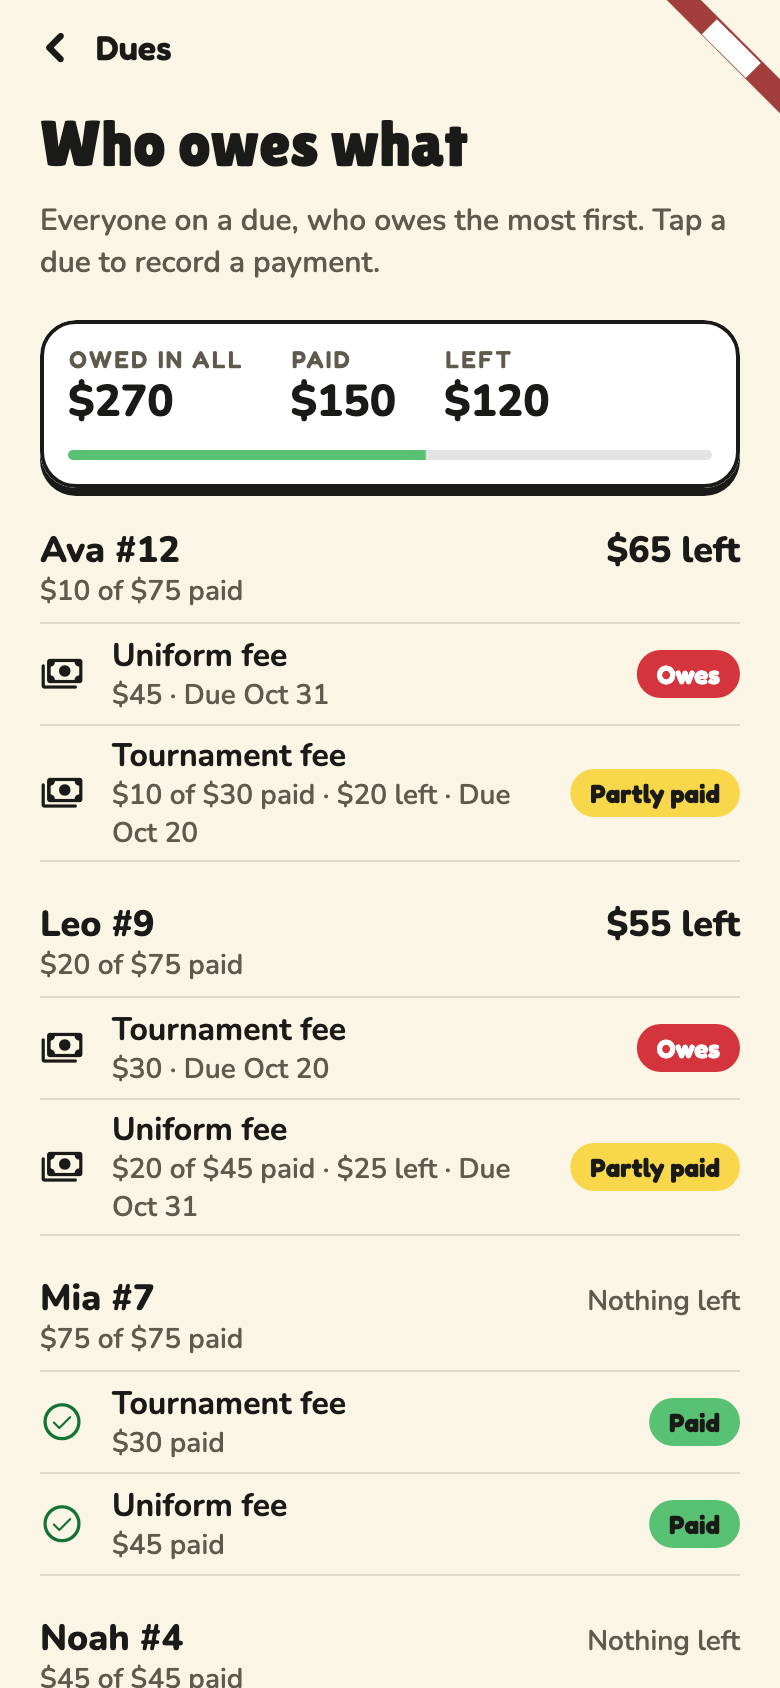 Dues
Who owes what
Everyone on a due, who owes the most first. Tap a
due to record a payment.
OWED IN ALL PAID LEFT
$270 $150 $120
Ava #12 $65 left
$10 of $75 paid
Uniform fee
$45 · Due Oct 31
Owes
Tournament fee
$10 of $30 paid · $20 left · Due
Oct 20
Partly paid
Leo #9 $55 left
$20 of $75 paid
Tournament fee
$30 · Due Oct 20
Owes
Uniform fee
$20 of $45 paid · $25 left · Due
Oct 31
Partly paid
Mia #7 Nothing left
$75 of $75 paid
Tournament fee
$30 paid
Paid
Uniform fee
$45 paid
Paid
Noah #4 Nothing left
$45 of $45 paid